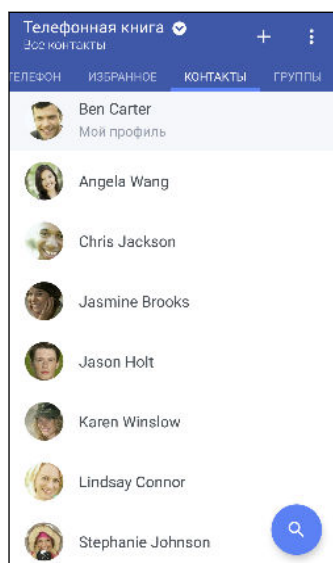 Телефонная книга
Все контакты
ТЕЛЕФОН ИЗБРАННОЕ КОНТАКТЫ ГРУППЫ
Ben Carter
Мой профиль
Angela Wang
Chris Jackson
Jasmine Brooks
Jason Holt
Karen Winslow
Lindsay Connor
Stephanie Johnson